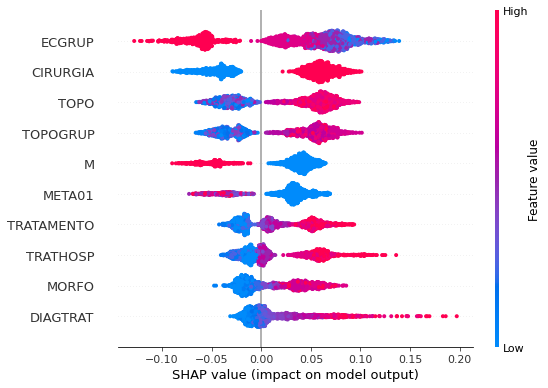 High
ECGRUP
CIRURGIA
TOPO
TOPOGRUP
M
META01
TRATAMENTO
TRATHOSP
MORFO
DIAGTRAT
Feature value
Low
−0.10 −0.05 0.00 0.05 0.10 0.15 0.20
SHAP value (impact on model output)